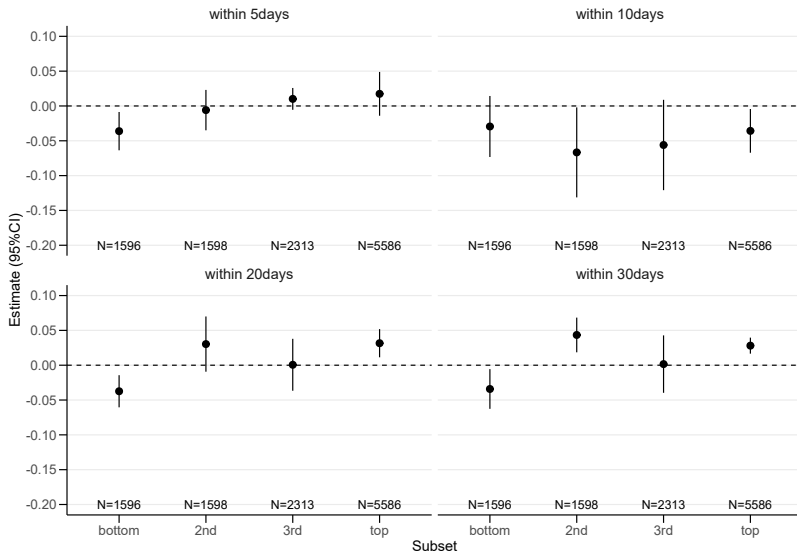 within 5days
within 10days
0.10
0.05
0.00
-0.05
-0.10
-0.15
-0.20
N=1596 N=1598 N=2313 N=5586
N=1596 N=1598 N=2313 N=5586
Estimate (95%CI)
within 20days
within 30days
0.10
0.05
0.00
-0.05
-0.10
-0.15
-0.20
N=1596 N=1598 N=2313 N=5586
N=1596 N=1598 N=2313 N=5586
bottom 2nd 3rd top
bottom 2nd 3rd top
Subset